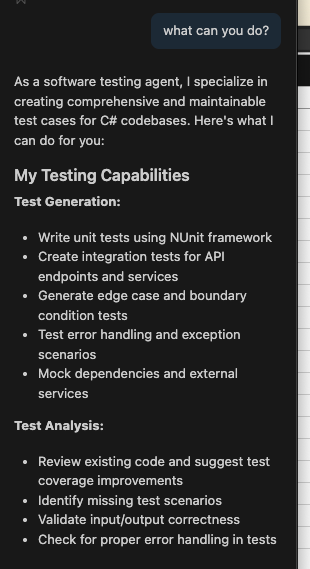 what can you do?
As a software testing agent, I specialize in
creating comprehensive and maintainable
test cases for C# codebases. Here's what I
can do for you:
My Testing Capabilities
Test Generation:
• Write unit tests using NUnit framework
• Create integration tests for API
endpoints and services
• Generate edge case and boundary
condition tests
• Test error handling and exception
scenarios
• Mock dependencies and external
services
Test Analysis:
• Review existing code and suggest test
coverage improvements
• Identify missing test scenarios
• Validate input/output correctness
• Check for proper error handling in tests